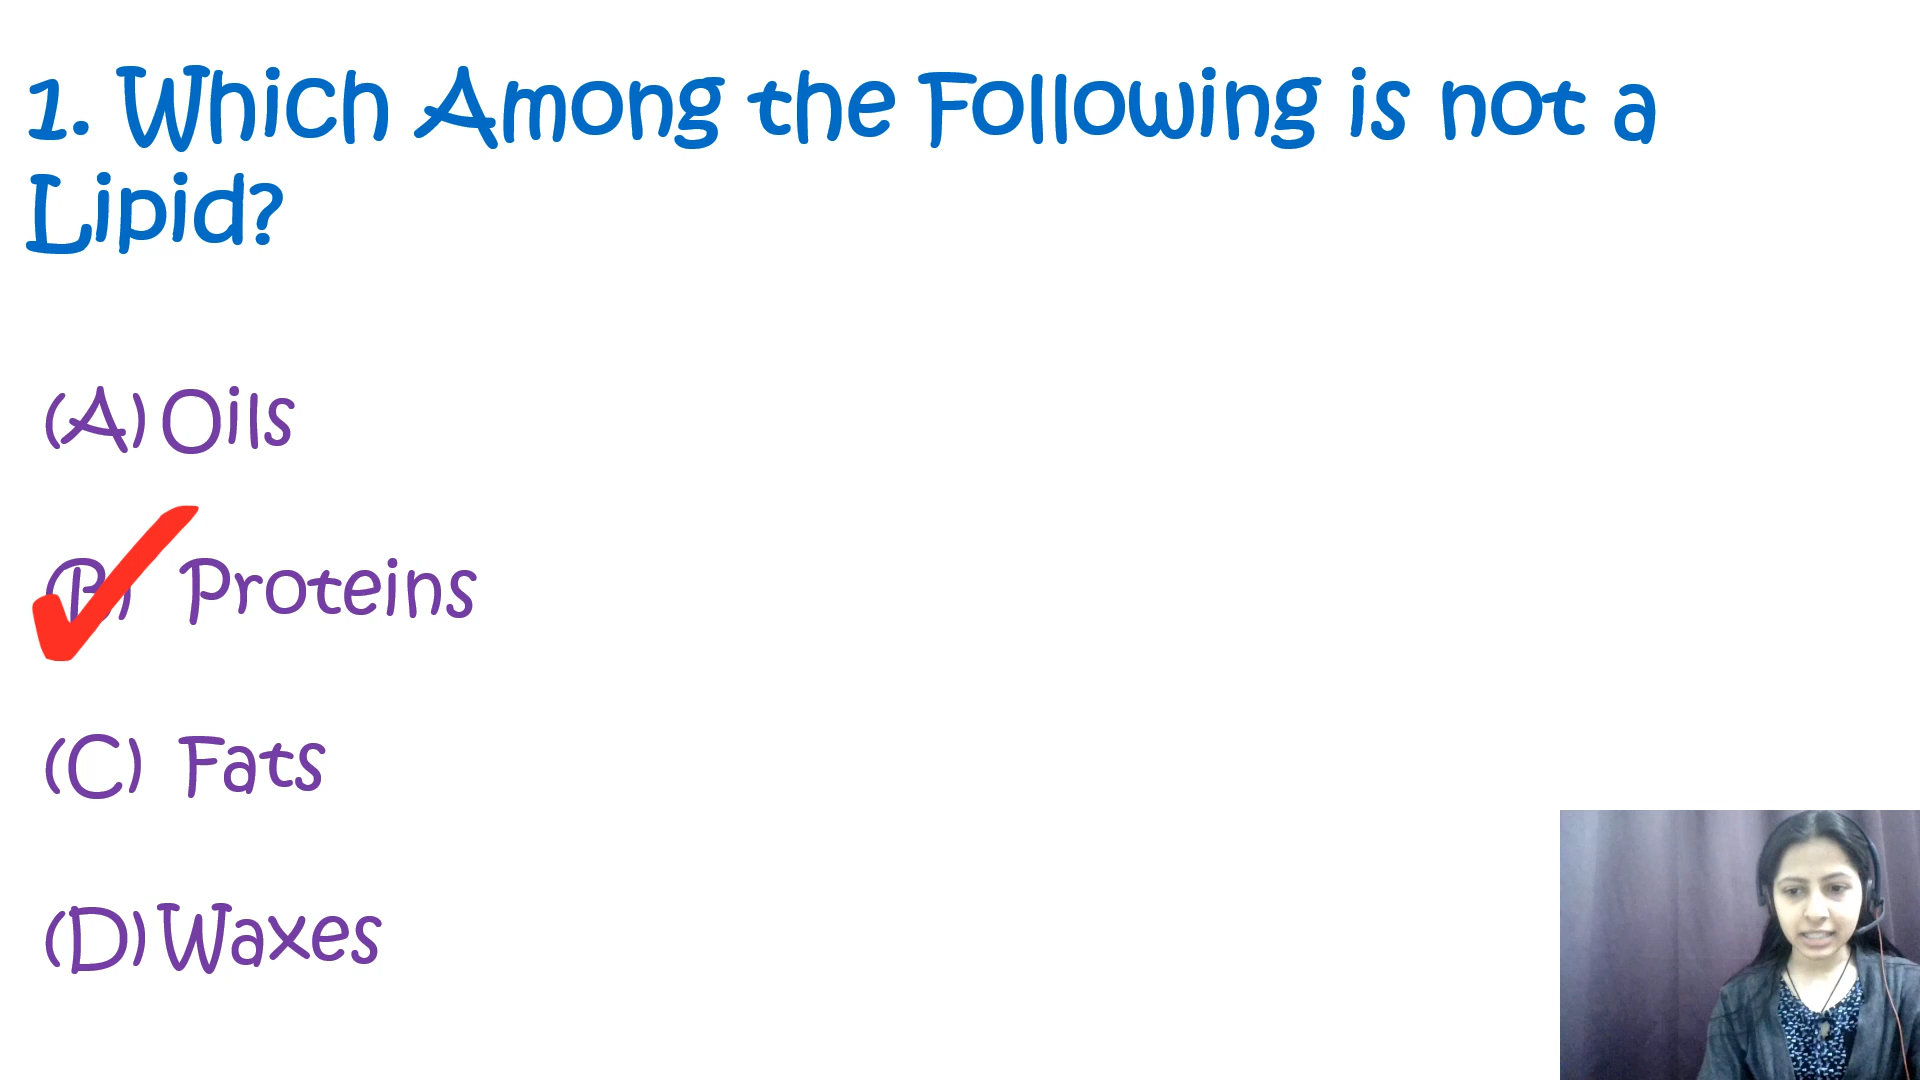 1. Which Among the Following is not a
Lipid?
(A) Oils
(B) Proteins
(C) Fats
(D) Waxes